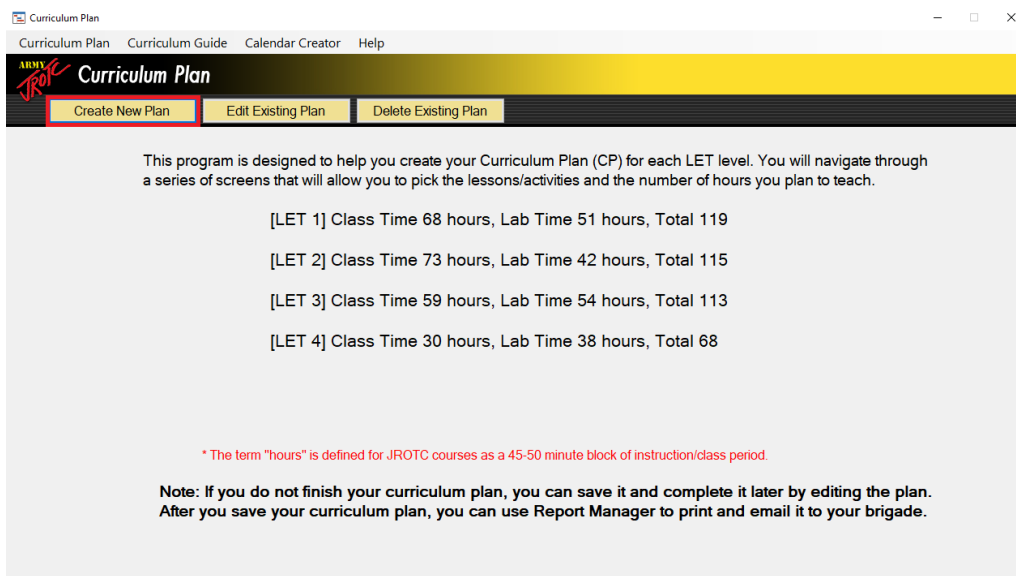 Curriculum Plan
Curriculum Plan Curriculum Guide Calendar Creator Help
ARMY
JROTC
Curriculum Plan
Create New Plan Edit Existing Plan Delete Existing Plan
This program is designed to help you create your Curriculum Plan (CP) for each LET level. You will navigate through
a series of screens that will allow you to pick the lessons/activities and the number of hours you plan to teach.
[LET 1] Class Time 68 hours, Lab Time 51 hours, Total 119
[LET 2] Class Time 73 hours, Lab Time 42 hours, Total 115
[LET 3] Class Time 59 hours, Lab Time 54 hours, Total 113
[LET 4] Class Time 30 hours, Lab Time 38 hours, Total 68
* The term "hours" is defined for JROTC courses as a 45-50 minute block of instruction/class period.
Note: If you do not finish your curriculum plan, you can save it and complete it later by editing the plan.
After you save your curriculum plan, you can use Report Manager to print and email it to your brigade.